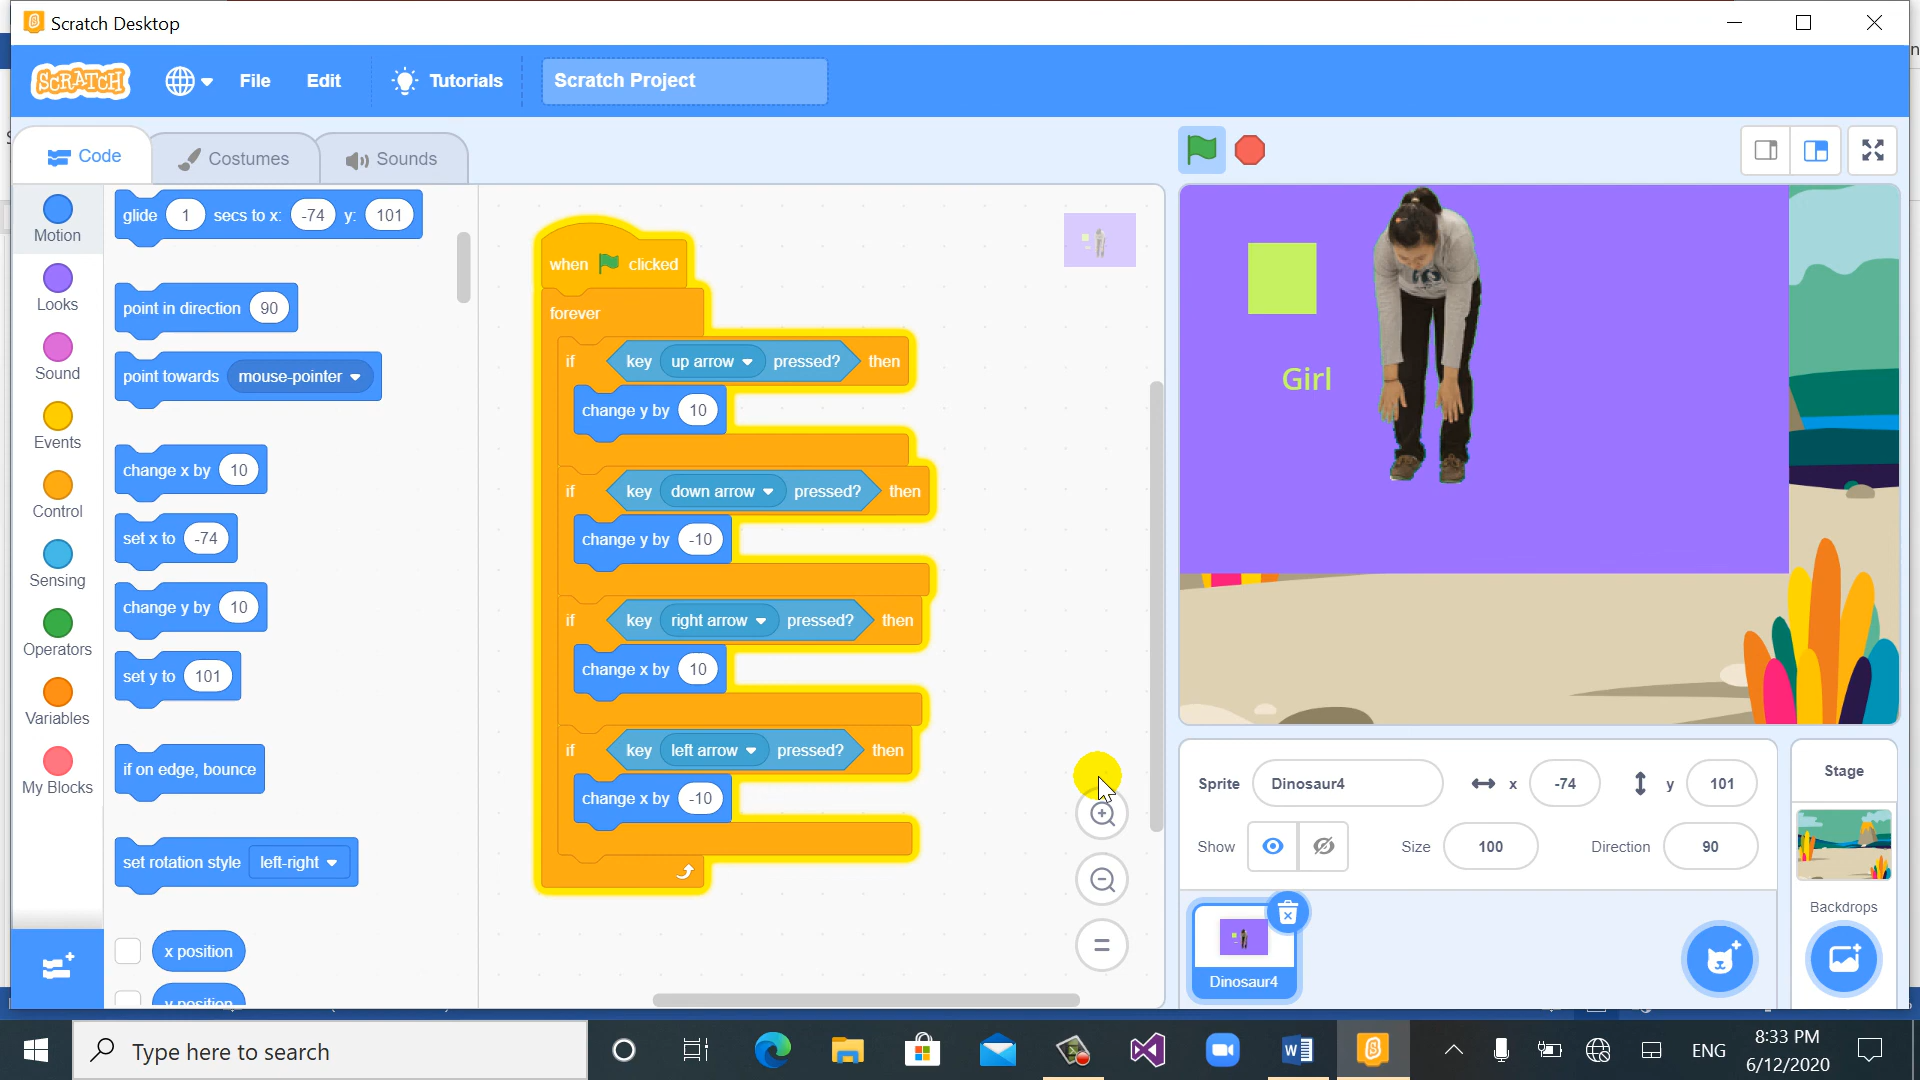 Scratch Desktop
SCRATCH
File
Edit
Tutorials
Scratch Project
Code
Costumes
Sounds
Motion
Looks
Sound
Events
Control
Sensing
Operators
Variables
My Blocks
glide 1 secs to x: -74 y: 101
point in direction 90
point towards mouse-pointer
change x by 10
set x to -74
change y by 10
set y to 101
if on edge, bounce
set rotation style left-right
x position
y position
when clicked
forever
if key up arrow pressed? then
change y by 10
if key down arrow pressed? then
change y by -10
if key right arrow pressed? then
change x by 10
if key left arrow pressed? then
change x by -10
Girl
Sprite Dinosaur4 x -74 y 101
Show Size 100 Direction 90
Dinosaur4
Stage
Backdrops
Type here to search
ENG
8:33 PM
6/12/2020